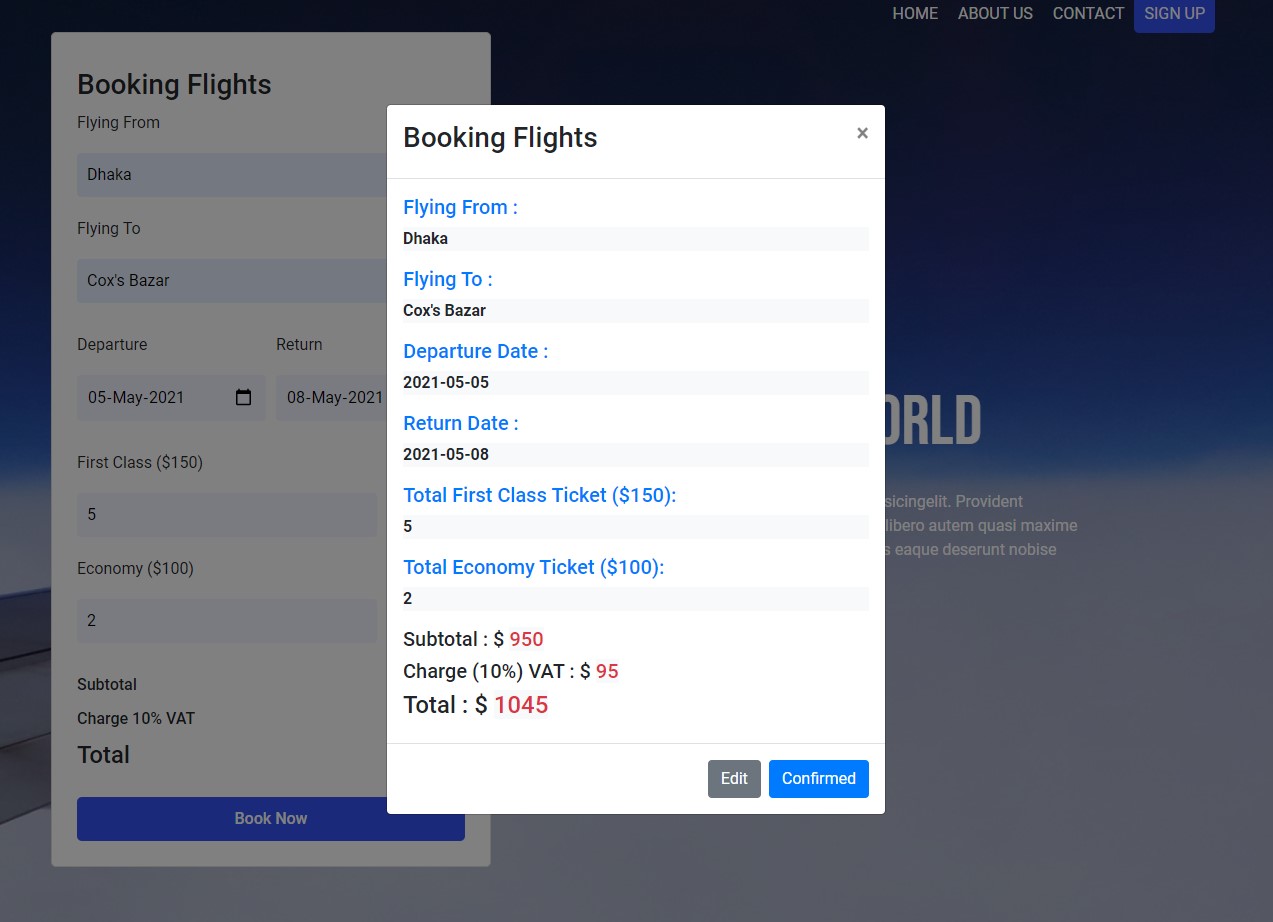 HOME ABOUT US CONTACT SIGN UP
Booking Flights
Flying From
Dhaka
Flying To
Cox's Bazar
Departure Return
05-May-2021 08-May-2021
First Class ($150)
5
Economy ($100)
2
Subtotal
Charge 10% VAT
Total
Book Now
Booking Flights ×
Flying From :
Dhaka
Flying To :
Cox's Bazar
Departure Date :
2021-05-05
Return Date :
2021-05-08
Total First Class Ticket ($150):
5
Total Economy Ticket ($100):
2
Subtotal : $ 950
Charge (10%) VAT : $ 95
Total : $ 1045
Edit Confirmed
ORLD
sicingelit. Provident
libero autem quasi maxime
eaque deserunt nobise